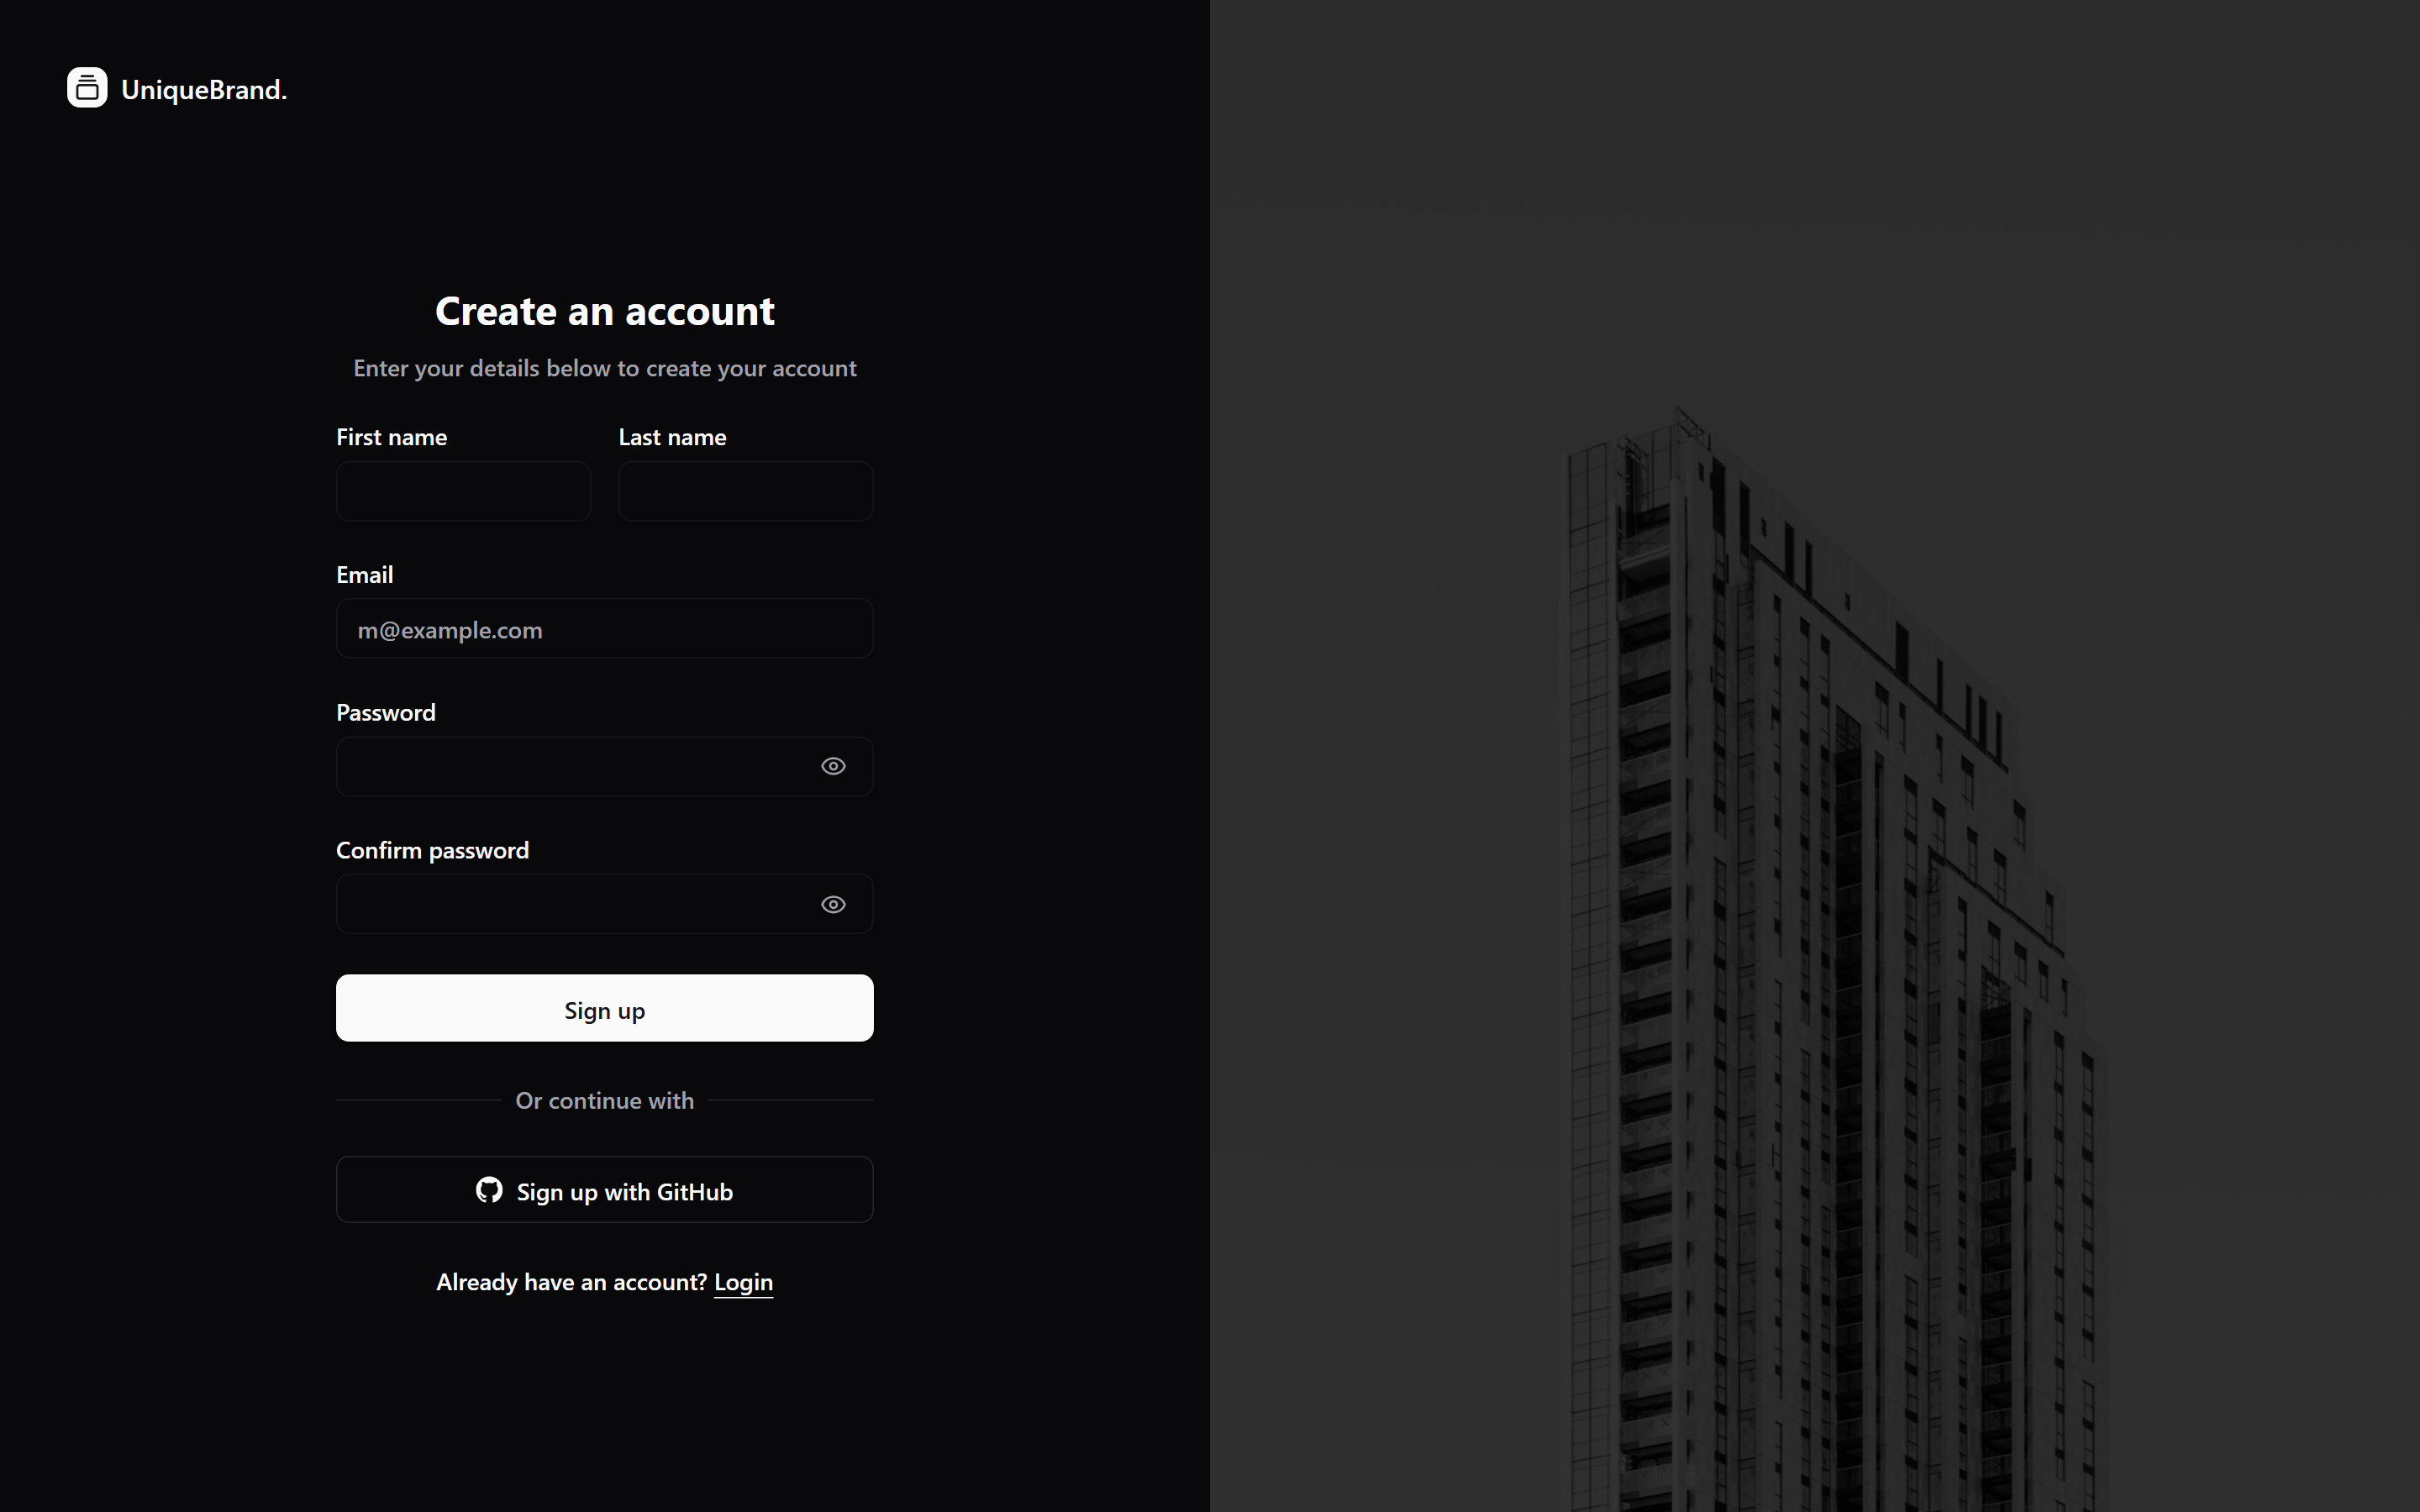 UniqueBrand.
Create an account
Enter your details below to create your account
First name
Last name
Email
m@example.com
Password
Confirm password
Sign up
Or continue with
Sign up with GitHub
Already have an account? Login